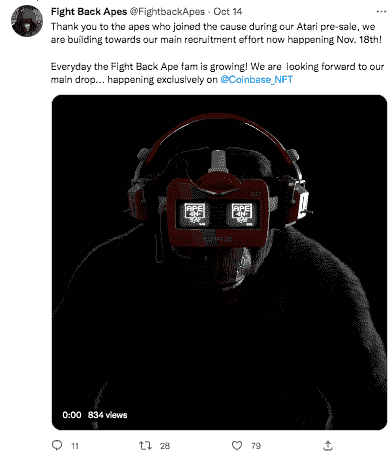 Fight Back Apes @FightbackApes · Oct 14
Thank you to the apes who joined the cause during our Atari pre-sale, we
are building towards our main recruitment effort now happening Nov. 18th!
Everyday the Fight Back Ape fam is growing! We are looking forward to our
main drop... happening exclusively on @Coinbase_NFT
APE APE
-IN- -IN-
0:00 834 views
11 28 79